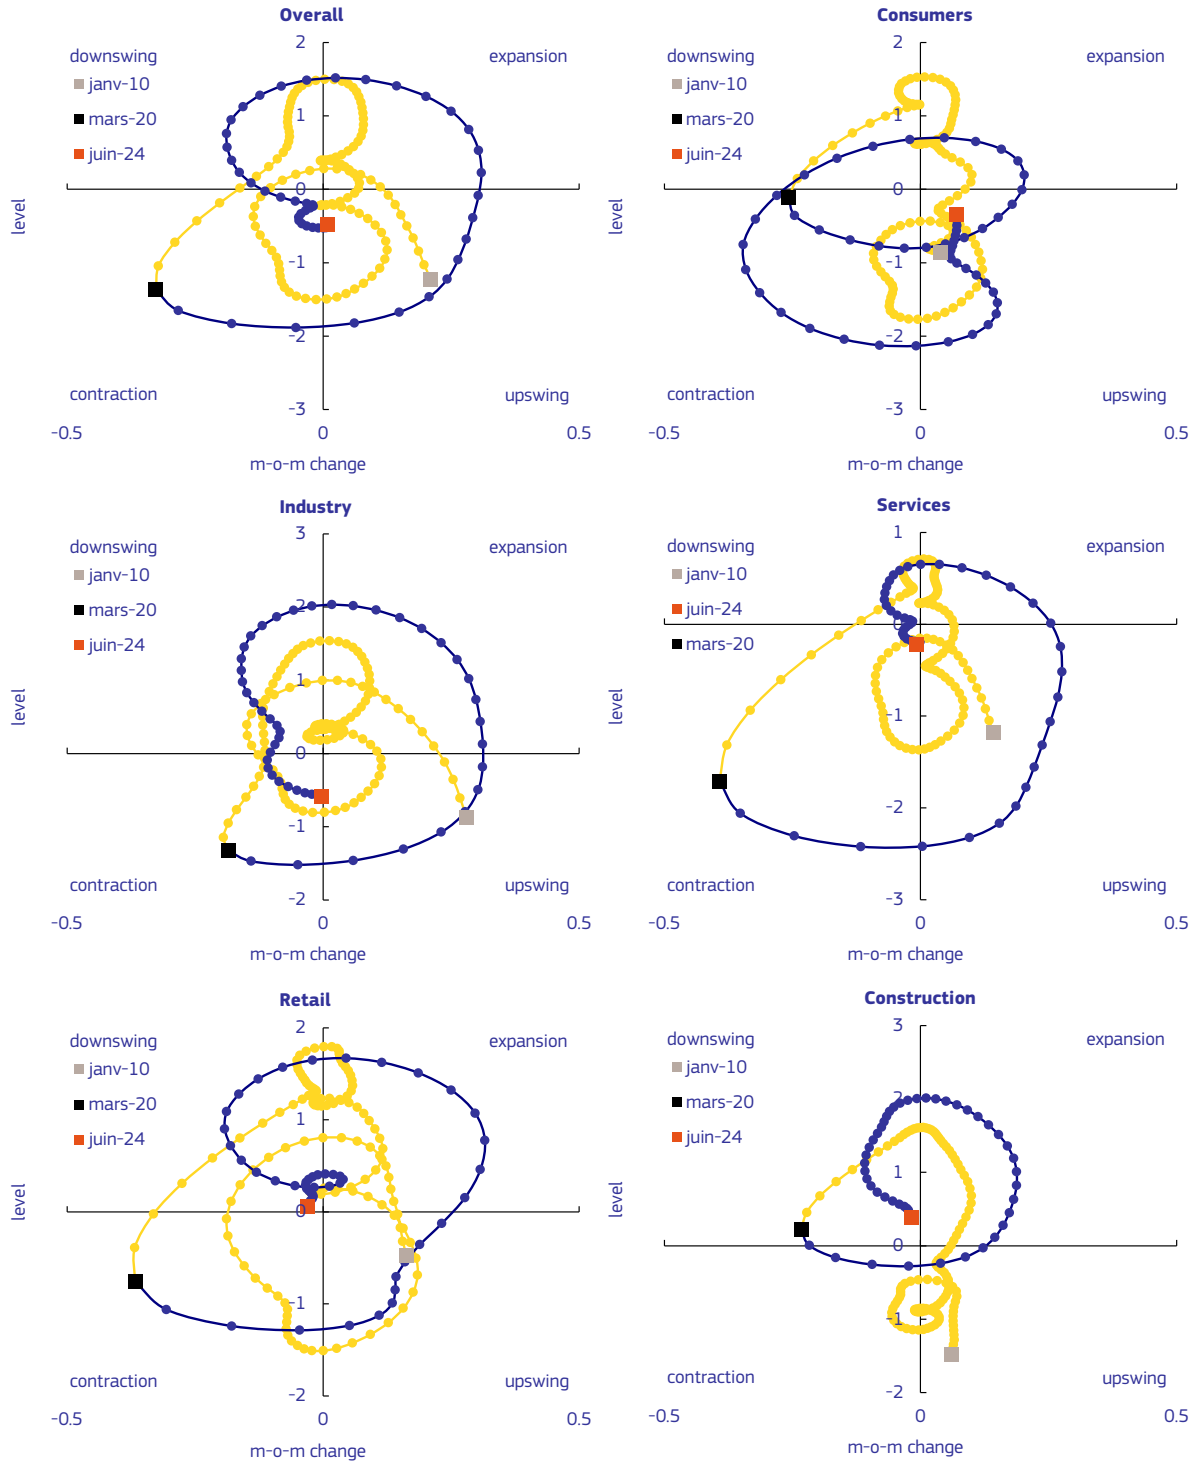 Overall
2
downswing
expansion
janv-10
1
mars-20
juin-24
0
level
-1
-2
contraction
upswing
-3
-0.5
0
0.5
m-o-m change
Consumers
2
downswing
expansion
janv-10
1
mars-20
juin-24
0
level
-1
-2
contraction
upswing
-3
-0.5
0
0.5
m-o-m change
Industry
3
downswing
expansion
janv-10
2
mars-20
juin-24
1
level
0
-1
contraction
upswing
-2
-0.5
0
0.5
m-o-m change
Services
1
downswing
expansion
janv-10
juin-24
0
mars-20
level
-1
-2
contraction
upswing
-3
-0.5
0
0.5
m-o-m change
Retail
2
downswing
expansion
janv-10
mars-20
1
juin-24
level
0
-1
contraction
upswing
-2
-0.5
0
0.5
m-o-m change
Construction
3
downswing
expansion
janv-10
2
mars-20
juin-24
1
level
0
-1
contraction
upswing
-2
-0.5
0
0.5
m-o-m change